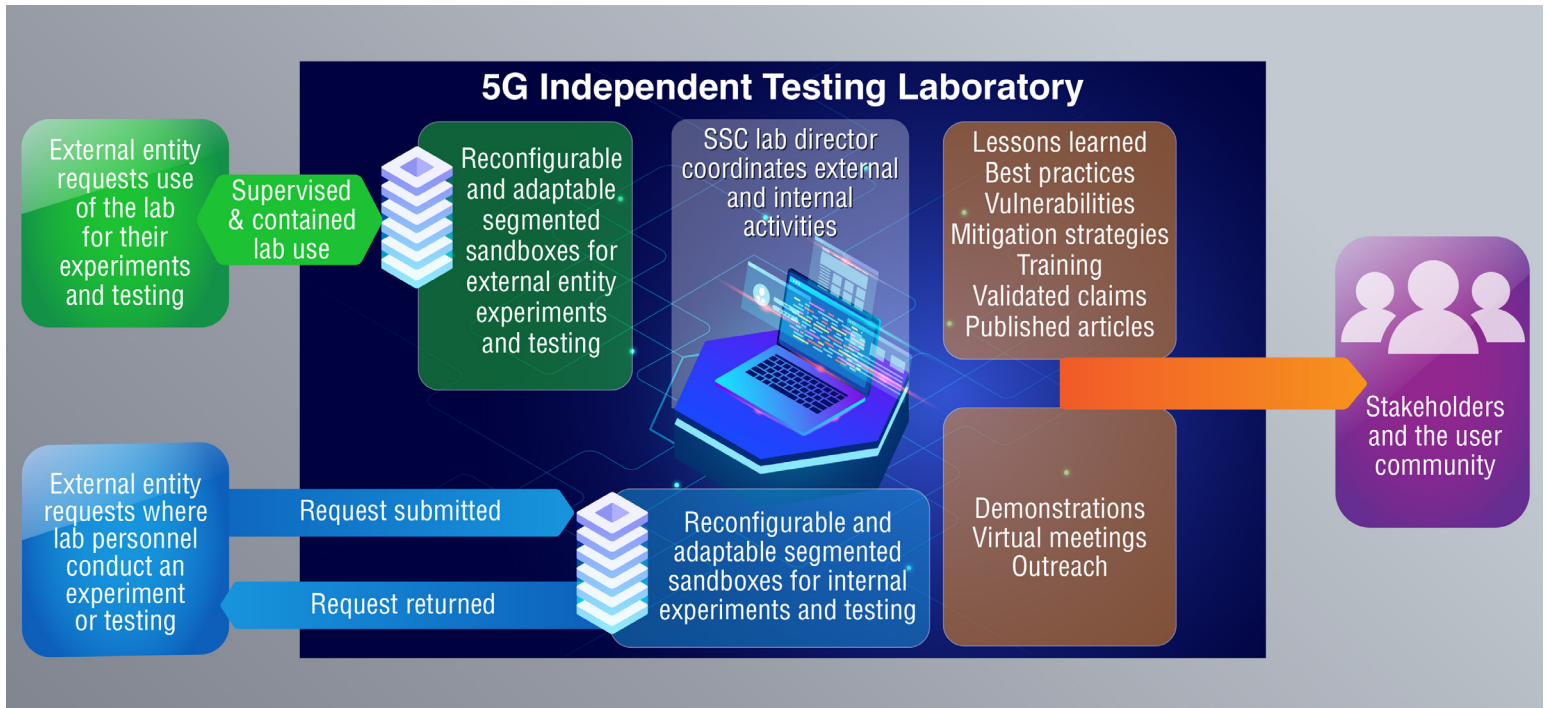 5G Independent Testing Laboratory
External entity
requests use
of the lab
for their
experiments
and testing
Supervised
& contained
lab use
Reconfigurable
and adaptable
segmented
sandboxes for
external entity
experiments
and testing
SSC lab director
coordinates external
and internal
activities
Lessons learned
Best practices
Vulnerabilities
Mitigation strategies
Training
Validated claims
Published articles
Stakeholders
and the user
community
External entity
requests where
lab personnel
conduct an
experiment
or testing
Request submitted
Request returned
Reconfigurable and
adaptable segmented
sandboxes for internal
experiments and testing
Demonstrations
Virtual meetings
Outreach